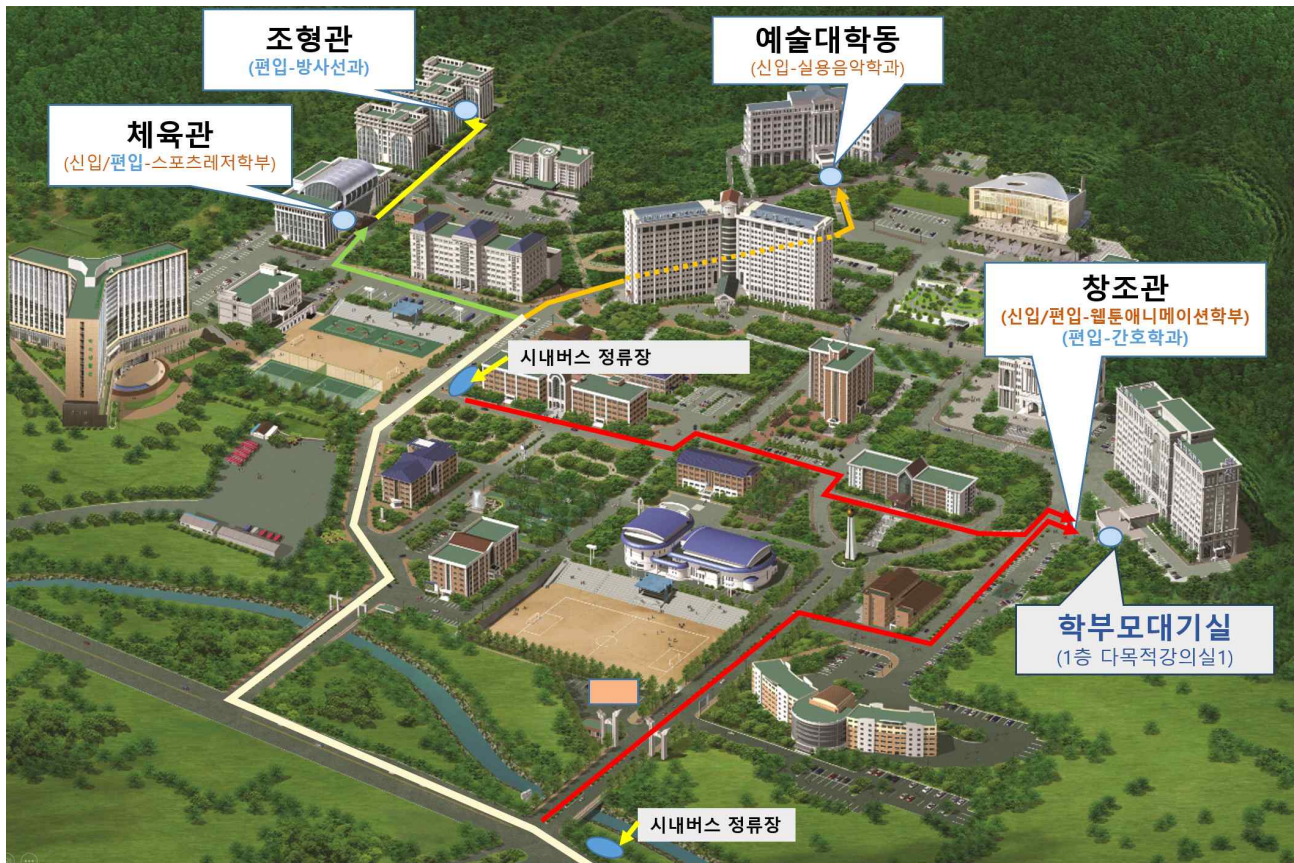 조형관
(편입-방사선과)
예술대학동
(신입-실용음악학과)
체육관
(신입/편입-스포츠레저학부)
창조관
(신입/편입-웹툰애니메이션학부)
(편입-간호학과)
시내버스 정류장
학부모대기실
(1층 다목적강의실1)
시내버스 정류장